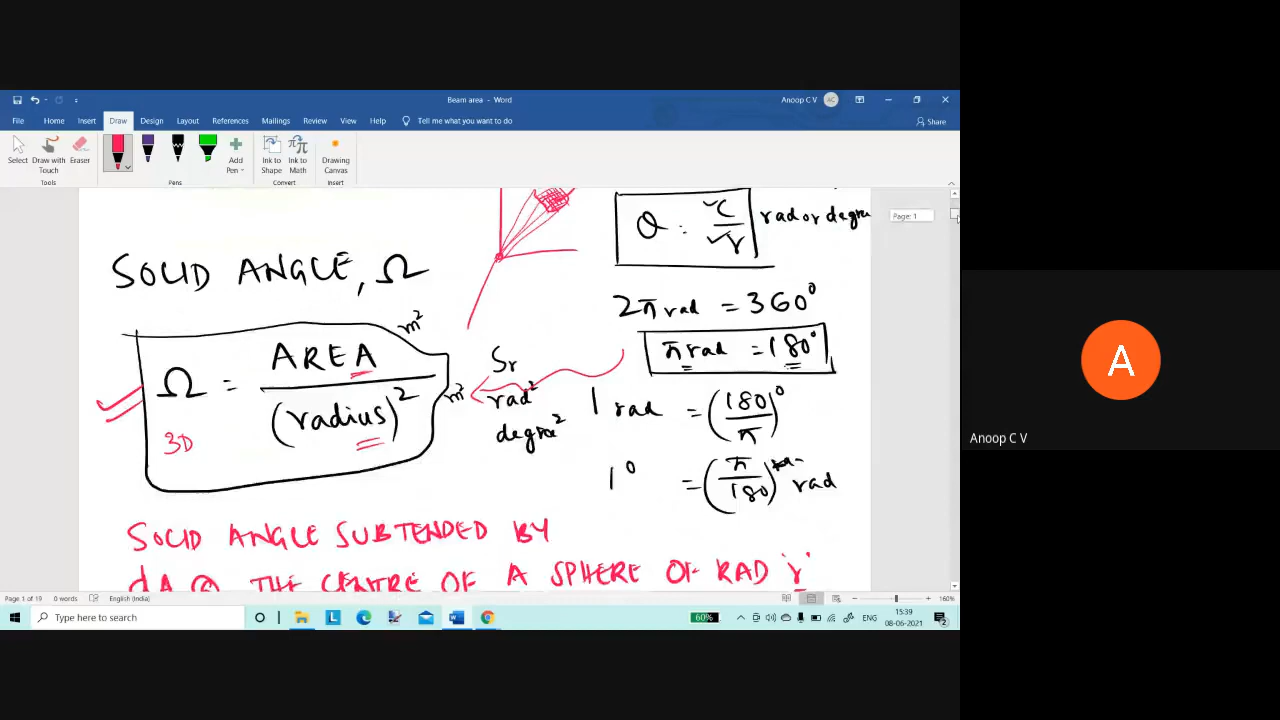 Beam area - Word
Anoop C V
AC
File Home Insert Draw Design Layout References Mailings Review View Help Tell me what you want to do
Share
Select
Draw with Touch
Eraser
Add Pen
Ink to Shape
Ink to Math
Drawing Canvas
Tools
Pens
Convert
Insert
Page: 1
θ = C/r rad or degre
SOLID ANGLE, Ω
2π rad = 360°
π rad = 180°
Ω = AREA / (radius)²
m²
m²
3D
Sr
rad²
degree²
1 rad = (180/π)°
1° = (π/180) rad
SOLID ANGLE SUBTENDED BY
dA @ THE CENTRE OF A SPHERE OF RAD 'r'
Page 1 of 19 0 words English (India)
160%
Type here to search
60%
ENG
15:39
08-06-2021
2
A
Anoop C V